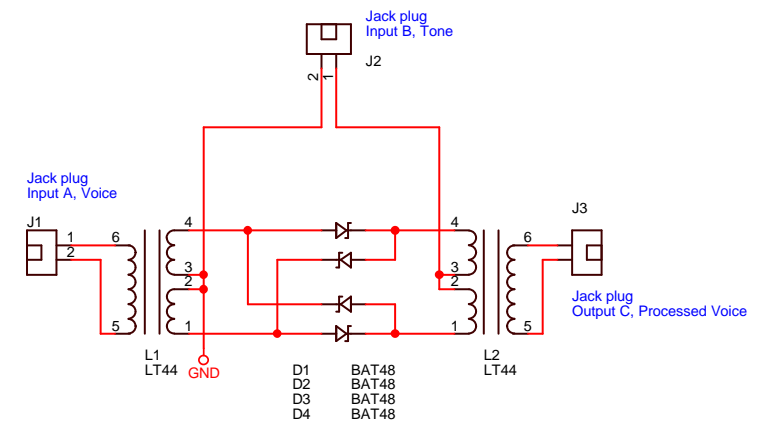 Jack plug
Input B, Tone
J2
2 1
Jack plug
Input A, Voice
J1
1
2
6
5
4
3
2
1
4
3
2
1
6
5
J3
Jack plug
Output C, Processed Voice
L1
LT44
GND
L2
LT44
D1 BAT48
D2 BAT48
D3 BAT48
D4 BAT48